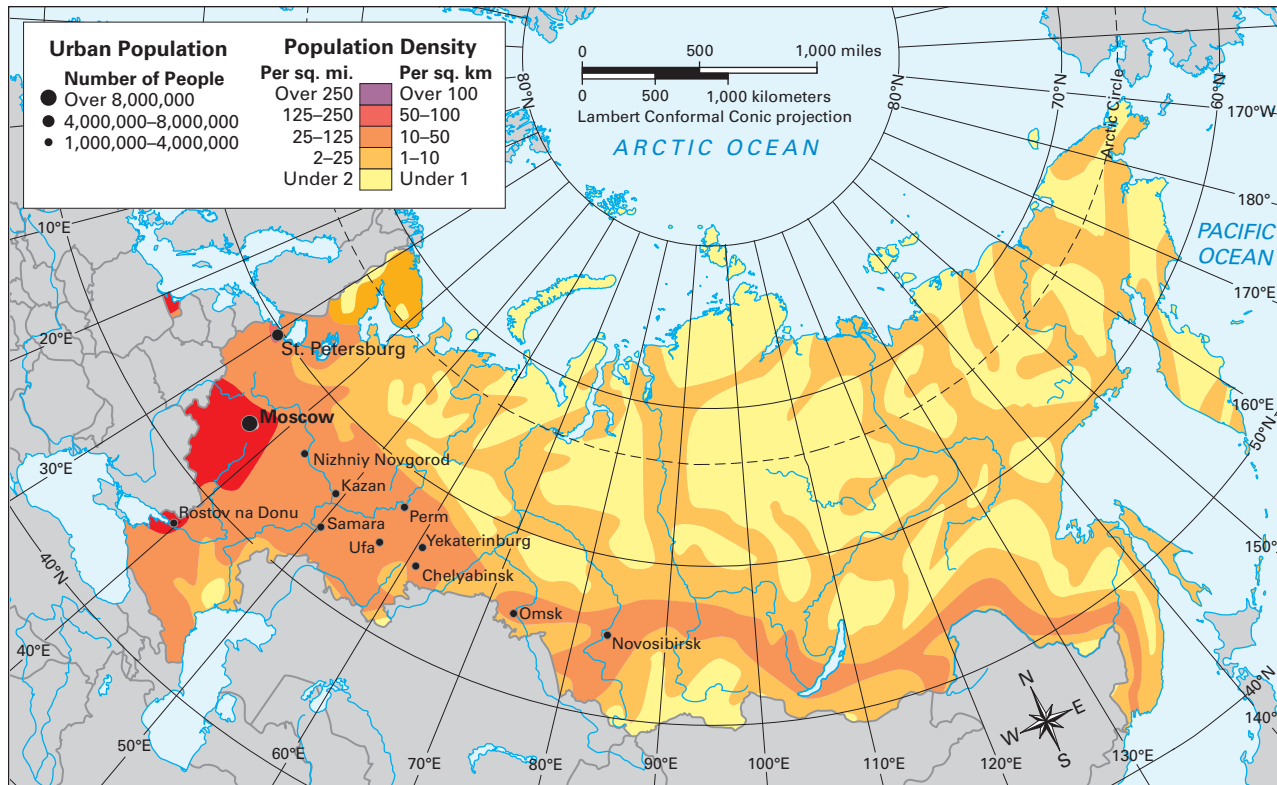 Urban Population
Number of People
Over 8,000,000
4,000,000–8,000,000
1,000,000–4,000,000
Population Density
Per sq. mi. Per sq. km
Over 250 Over 100
125–250 50–100
25–125 10–50
2–25 1–10
Under 2 Under 1
0 500 1,000 miles
0 500 1,000 kilometers
Lambert Conformal Conic projection
ARCTIC OCEAN
80°N
80°N
70°N
Arctic Circle
60°N
170°W
180°
PACIFIC
OCEAN
170°E
160°E
50°N
150°E
40°N
140°E
130°E
120°E
110°E
100°E
90°E
80°E
70°E
60°E
50°E
40°E
40°N
30°E
20°E
10°E
St. Petersburg
Moscow
Nizhniy Novgorod
Kazan
Rostov na Donu
Samara
Perm
Ufa
Yekaterinburg
Chelyabinsk
Omsk
Novosibirsk
N
W E
S